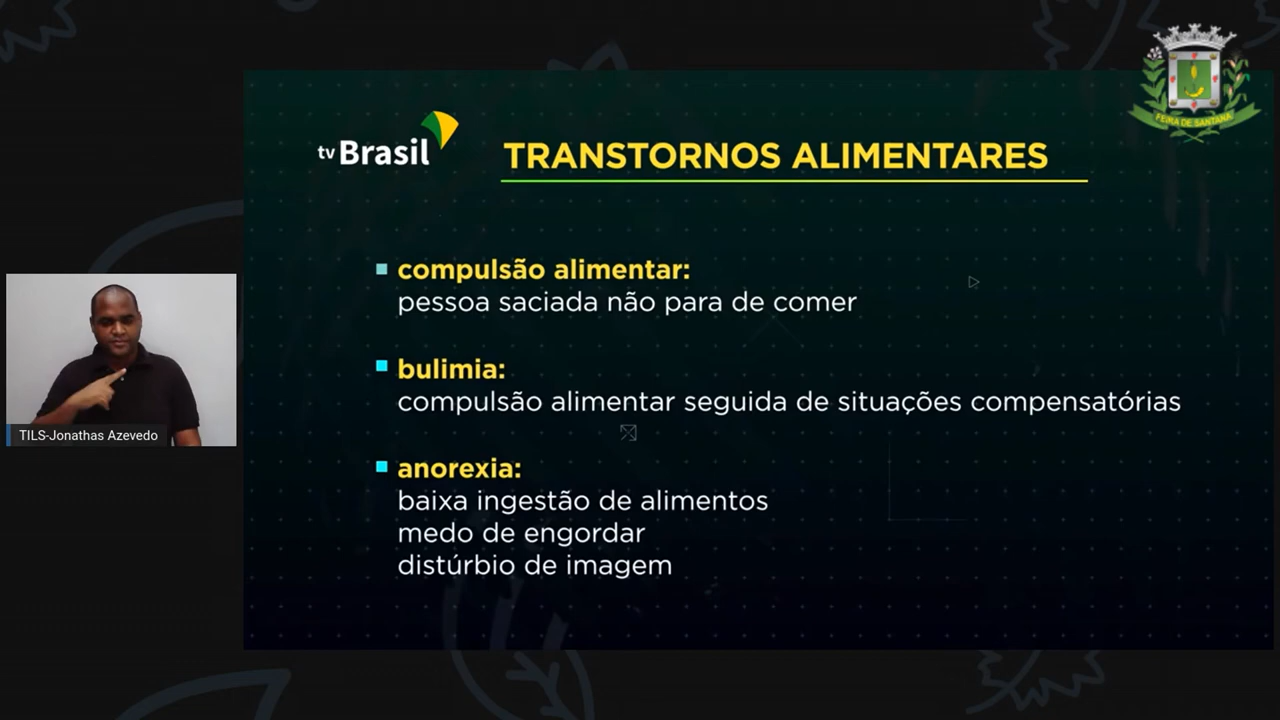 FEIRA DE SANTANA
tv Brasil
TRANSTORNOS ALIMENTARES
compulsão alimentar:
pessoa saciada não para de comer
bulimia:
compulsão alimentar seguida de situações compensatórias
anorexia:
baixa ingestão de alimentos
medo de engordar
distúrbio de imagem
TILS-Jonathas Azevedo